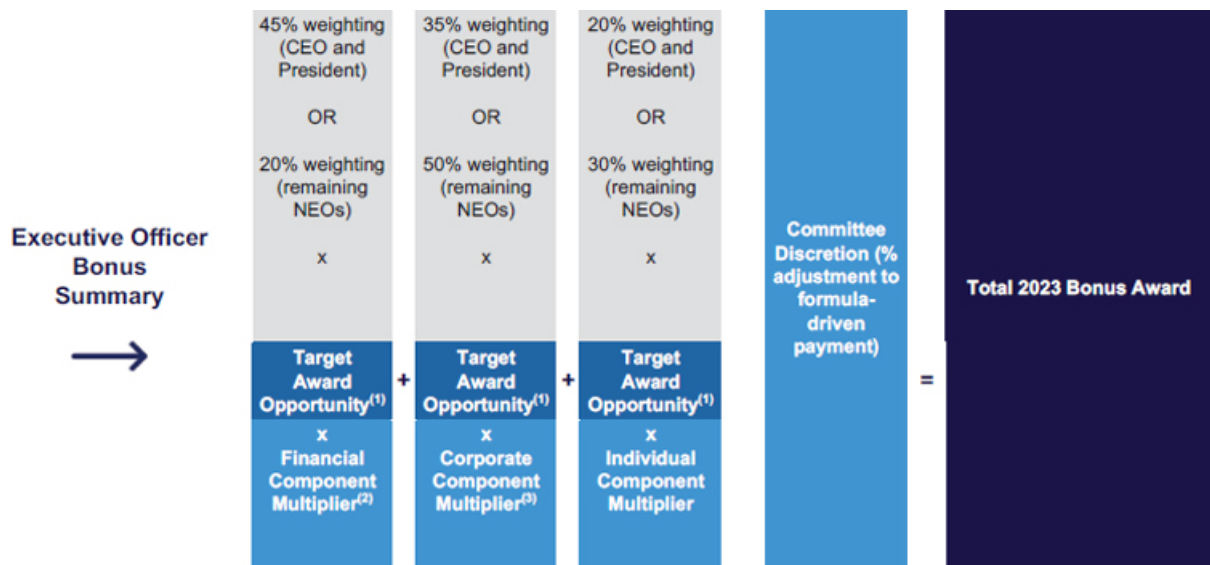 Executive Officer
Bonus
Summary
45% weighting
(CEO and
President)
OR
20% weighting
(remaining
NEOs)
x
Target
Award
Opportunity(1)
x
Financial
Component
Multiplier(2)
+
35% weighting
(CEO and
President)
OR
50% weighting
(remaining
NEOs)
x
Target
Award
Opportunity(1)
x
Corporate
Component
Multiplier(3)
+
20% weighting
(CEO and
President)
OR
30% weighting
(remaining
NEOs)
x
Target
Award
Opportunity(1)
x
Individual
Component
Multiplier
Committee
Discretion (%
adjustment to
formula-
driven
payment)
=
Total 2023 Bonus Award